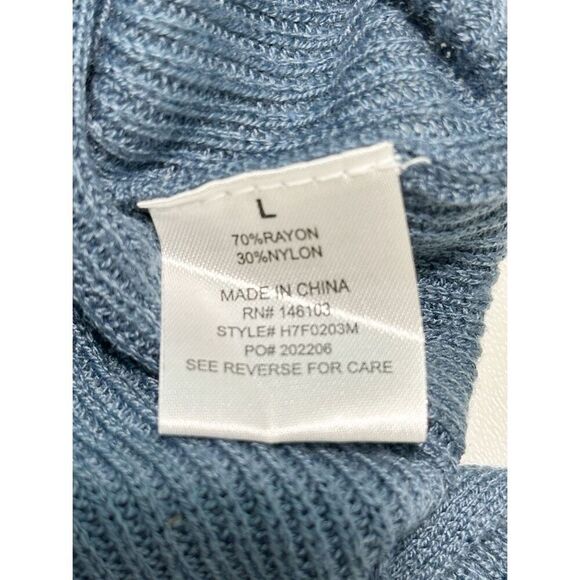 L
70%RAYON
30%NYLON
MADE IN CHINA
RN# 146103
STYLE# H7F0203M
PO# 202206
SEE REVERSE FOR CARE